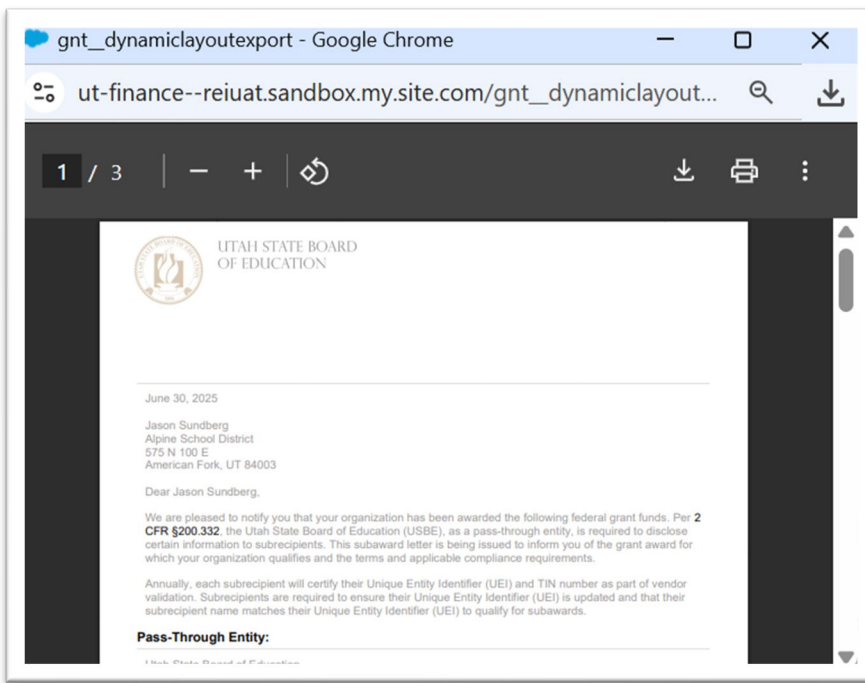 gnt__dynamiclayoutexport - Google Chrome
ut-finance--reiuat.sandbox.my.site.com/gnt__dynamiclayout...
1 / 3
UTAH STATE BOARD
OF EDUCATION
June 30, 2025
Jason Sundberg
Alpine School District
575 N 100 E
American Fork, UT 84003
Dear Jason Sundberg,
We are pleased to notify you that your organization has been awarded the following federal grant funds. Per 2
CFR §200.332, the Utah State Board of Education (USBE), as a pass-through entity, is required to disclose
certain information to subrecipients. This subaward letter is being issued to inform you of the grant award for
which your organization qualifies and the terms and applicable compliance requirements.
Annually, each subrecipient will certify their Unique Entity Identifier (UEI) and TIN number as part of vendor
validation. Subrecipients are required to ensure their Unique Entity Identifier (UEI) is updated and that their
subrecipient name matches their Unique Entity Identifier (UEI) to qualify for subawards.
Pass-Through Entity:
Utah State Board of Education